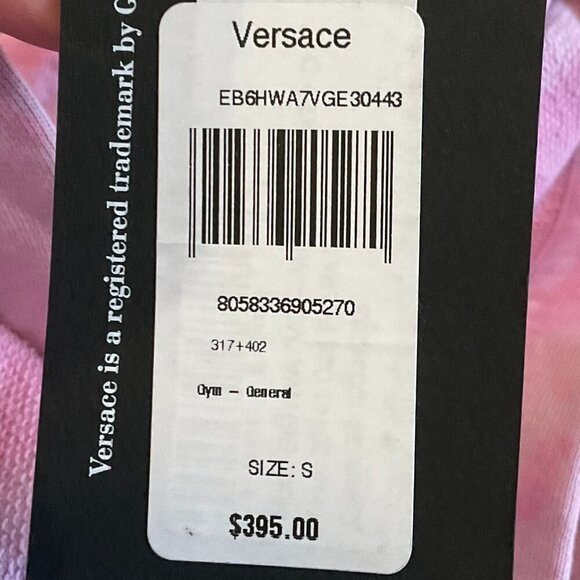 Versace
EB6HWA7VGE30443
8058336905270
317+402
Gym - General
SIZE: S
$395.00
Versace is a registered trademark by G